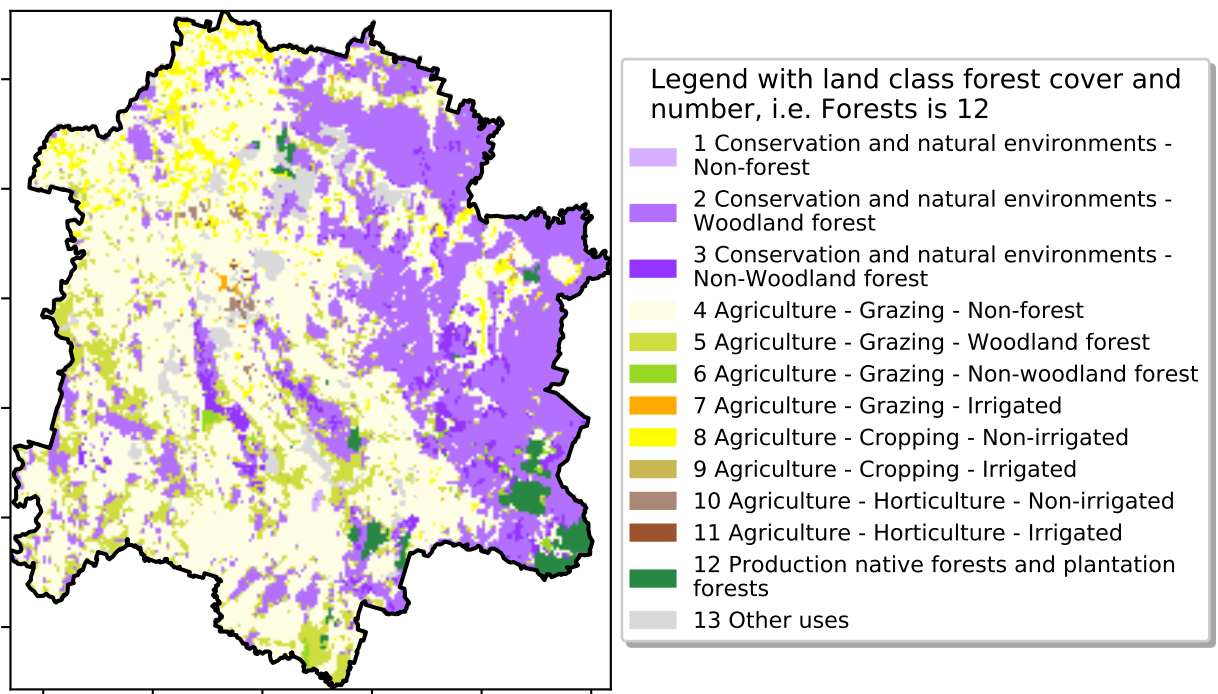 Legend with land class forest cover and
number, i.e. Forests is 12
1 Conservation and natural environments -
Non-forest
2 Conservation and natural environments -
Woodland forest
3 Conservation and natural environments -
Non-Woodland forest
4 Agriculture - Grazing - Non-forest
5 Agriculture - Grazing - Woodland forest
6 Agriculture - Grazing - Non-woodland forest
7 Agriculture - Grazing - Irrigated
8 Agriculture - Cropping - Non-irrigated
9 Agriculture - Cropping - Irrigated
10 Agriculture - Horticulture - Non-irrigated
11 Agriculture - Horticulture - Irrigated
12 Production native forests and plantation
forests
13 Other uses